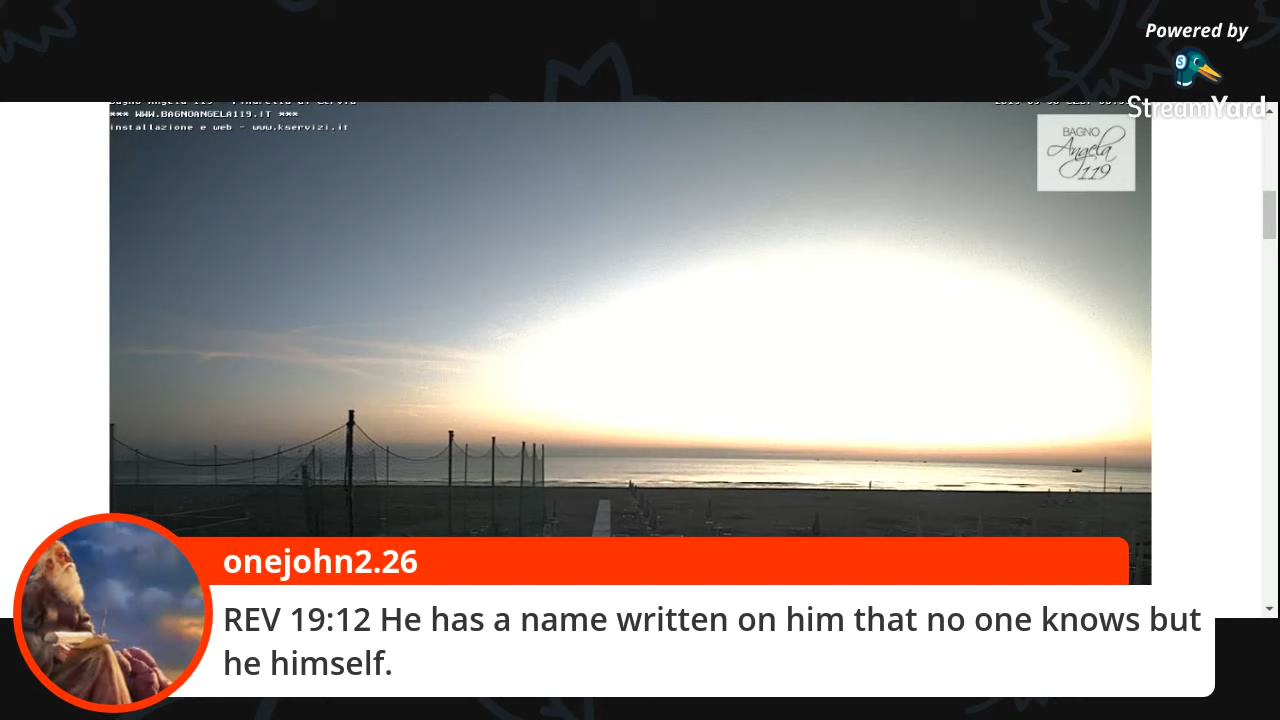 Powered by
StreamYard
*** WWW.BAGNOANGELA119.IT ***
installazione e web - www.kservizi.it
BAGNO
Angela
119
onejohn2.26
REV 19:12 He has a name written on him that no one knows but
he himself.